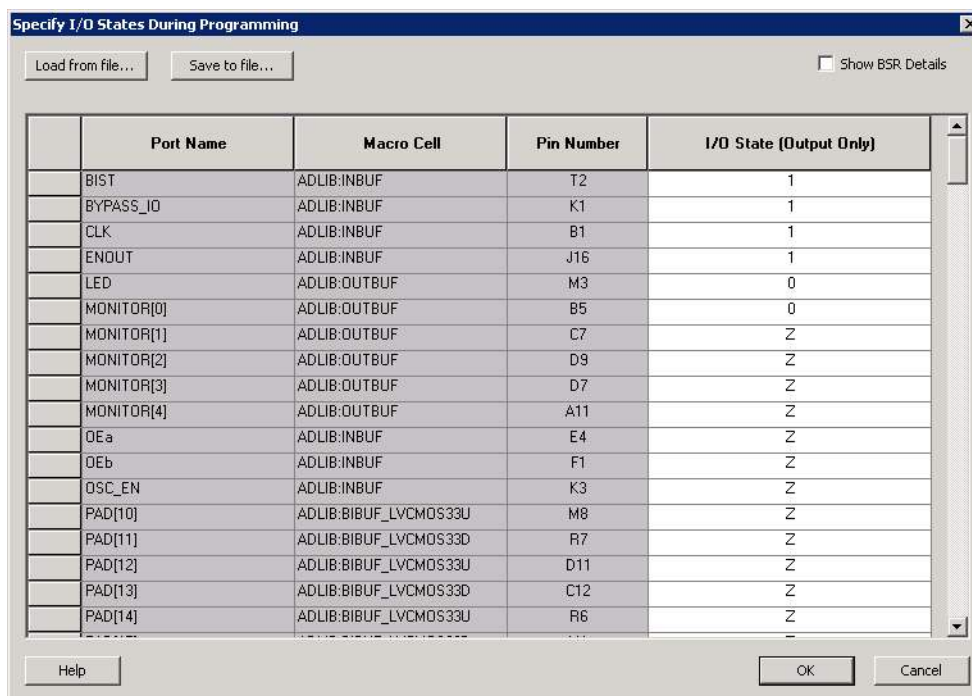 Specify I/O States During Programming
Load from file... Save to file... Show BSR Details
Port Name Macro Cell Pin Number I/O State (Output Only)
BIST ADLIB:INBUF T2 1
BYPASS_IO ADLIB:INBUF K1 1
CLK ADLIB:INBUF B1 1
ENOUT ADLIB:INBUF J16 1
LED ADLIB:OUTBUF M3 0
MONITOR[0] ADLIB:OUTBUF B5 0
MONITOR[1] ADLIB:OUTBUF C7 Z
MONITOR[2] ADLIB:OUTBUF D9 Z
MONITOR[3] ADLIB:OUTBUF D7 Z
MONITOR[4] ADLIB:OUTBUF A11 Z
OEa ADLIB:INBUF E4 Z
OEb ADLIB:INBUF F1 Z
OSC_EN ADLIB:INBUF K3 Z
PAD[10] ADLIB:BIBUF_LVCMOS33U M8 Z
PAD[11] ADLIB:BIBUF_LVCMOS33D R7 Z
PAD[12] ADLIB:BIBUF_LVCMOS33U D11 Z
PAD[13] ADLIB:BIBUF_LVCMOS33D C12 Z
PAD[14] ADLIB:BIBUF_LVCMOS33U R6 Z
Help OK Cancel